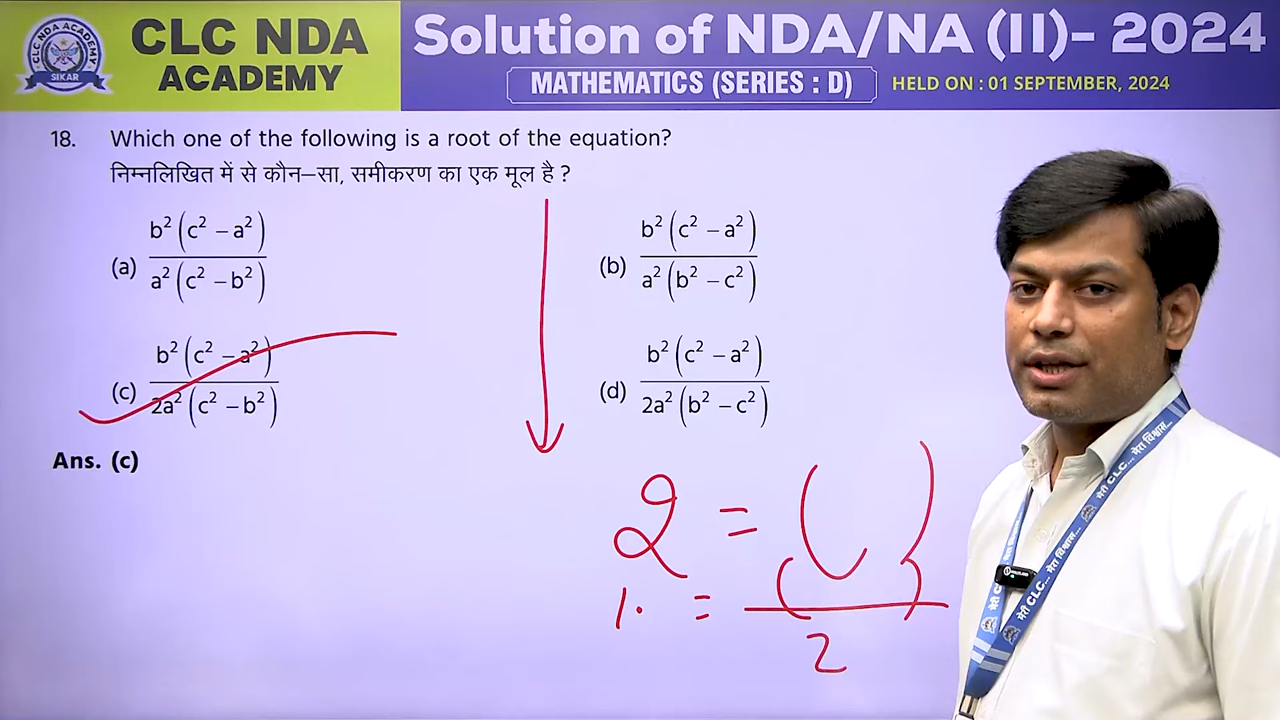 CLC NDA ACADEMY
SIKAR
CLC NDA
ACADEMY
Solution of NDA/NA (II)- 2024
MATHEMATICS (SERIES : D)
HELD ON : 01 SEPTEMBER, 2024
18. Which one of the following is a root of the equation?
निम्नलिखित में से कौन–सा, समीकरण का एक मूल है ?
(a) b² (c² – a²) / a² (c² – b²)
(b) b² (c² – a²) / a² (b² – c²)
(c) b² (c² – a²) / 2a² (c² – b²)
(d) b² (c² – a²) / 2a² (b² – c²)
Ans. (c)
2 = ( )
1. = ( ) / 2
मेरी CLC... मेरा विश्वास...